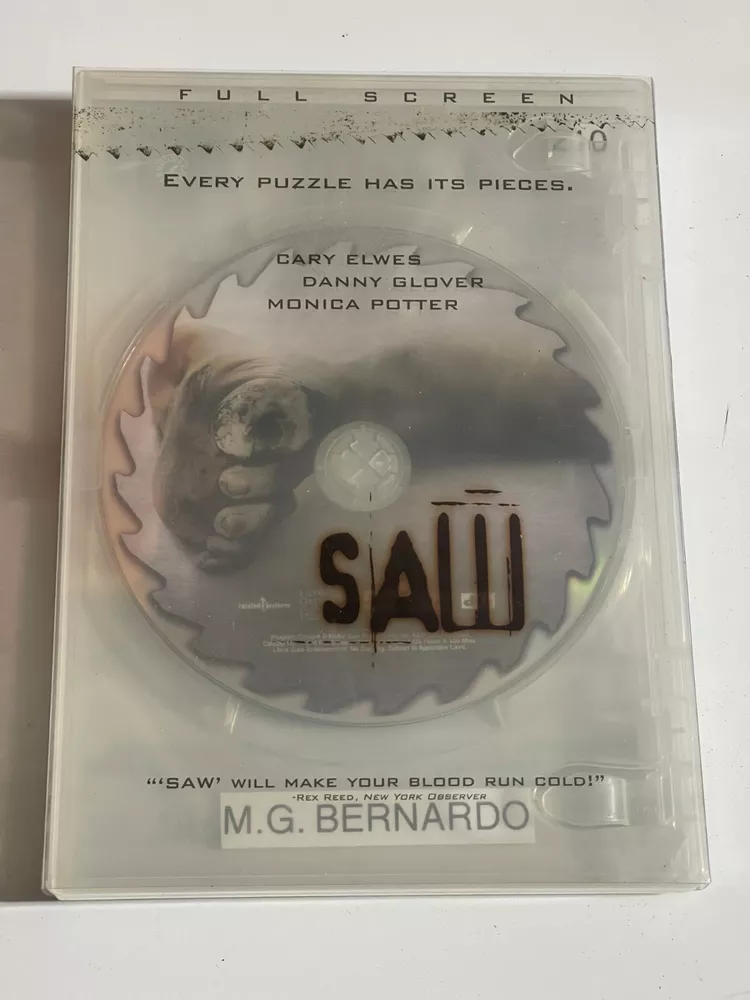 FULL SCREEN
EVERY PUZZLE HAS ITS PIECES.
CARY ELWES
DANNY GLOVER
MONICA POTTER
SAW
“‘SAW’ WILL MAKE YOUR BLOOD RUN COLD!”
-REX REED, NEW YORK OBSERVER
M.G. BERNARDO